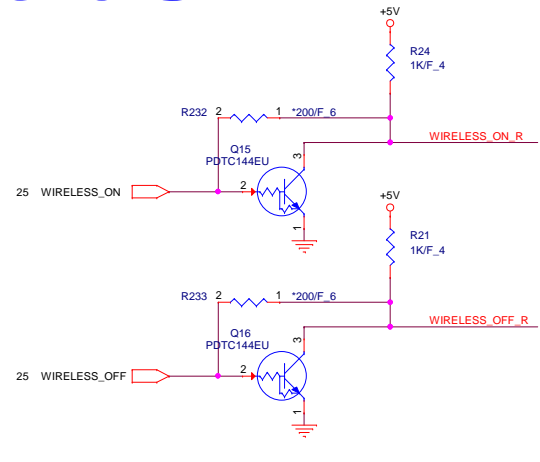 +5V
R24
1K/F_4
R232 2 1 *200/F_6
WIRELESS_ON_R
Q15
PDTC144EU
3
25 WIRELESS_ON 2
1
+5V
R21
1K/F_4
R233 2 1 *200/F_6
WIRELESS_OFF_R
Q16
PDTC144EU
3
25 WIRELESS_OFF 2
1